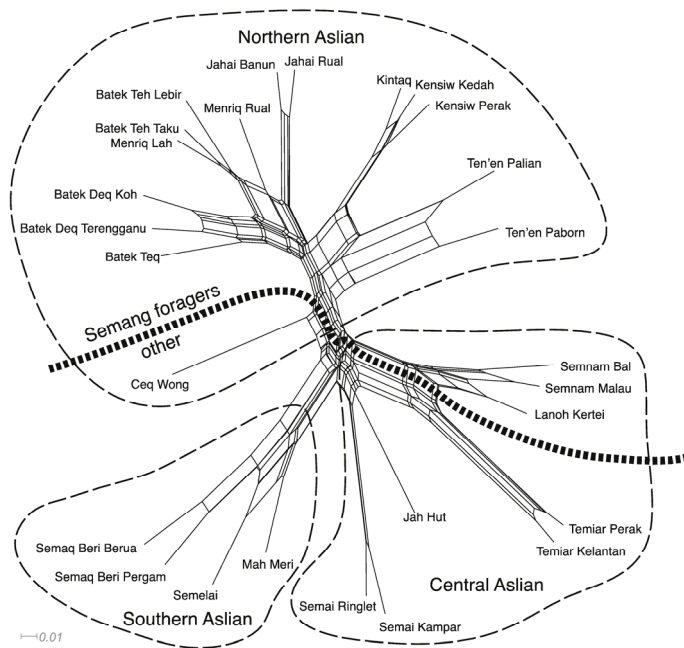 Northern Aslian
Jahai Banun
Jahai Rual
Kintaq
Kensiw Kedah
Kensiw Perak
Batek Teh Lebir
Menriq Rual
Batek Teh Taku
Menriq Lah
Ten'en Palian
Batek Deq Koh
Batek Deq Terengganu
Ten'en Paborn
Batek Teq
Semang foragers
other
Ceq Wong
Semnam Bal
Semnam Malau
Lanoh Kertei
Jah Hut
Temiar Perak
Temiar Kelantan
Semaq Beri Berua
Mah Meri
Semaq Beri Pergam
Semelai
Central Aslian
Semai Ringlet
Southern Aslian
Semai Kampar
0.01